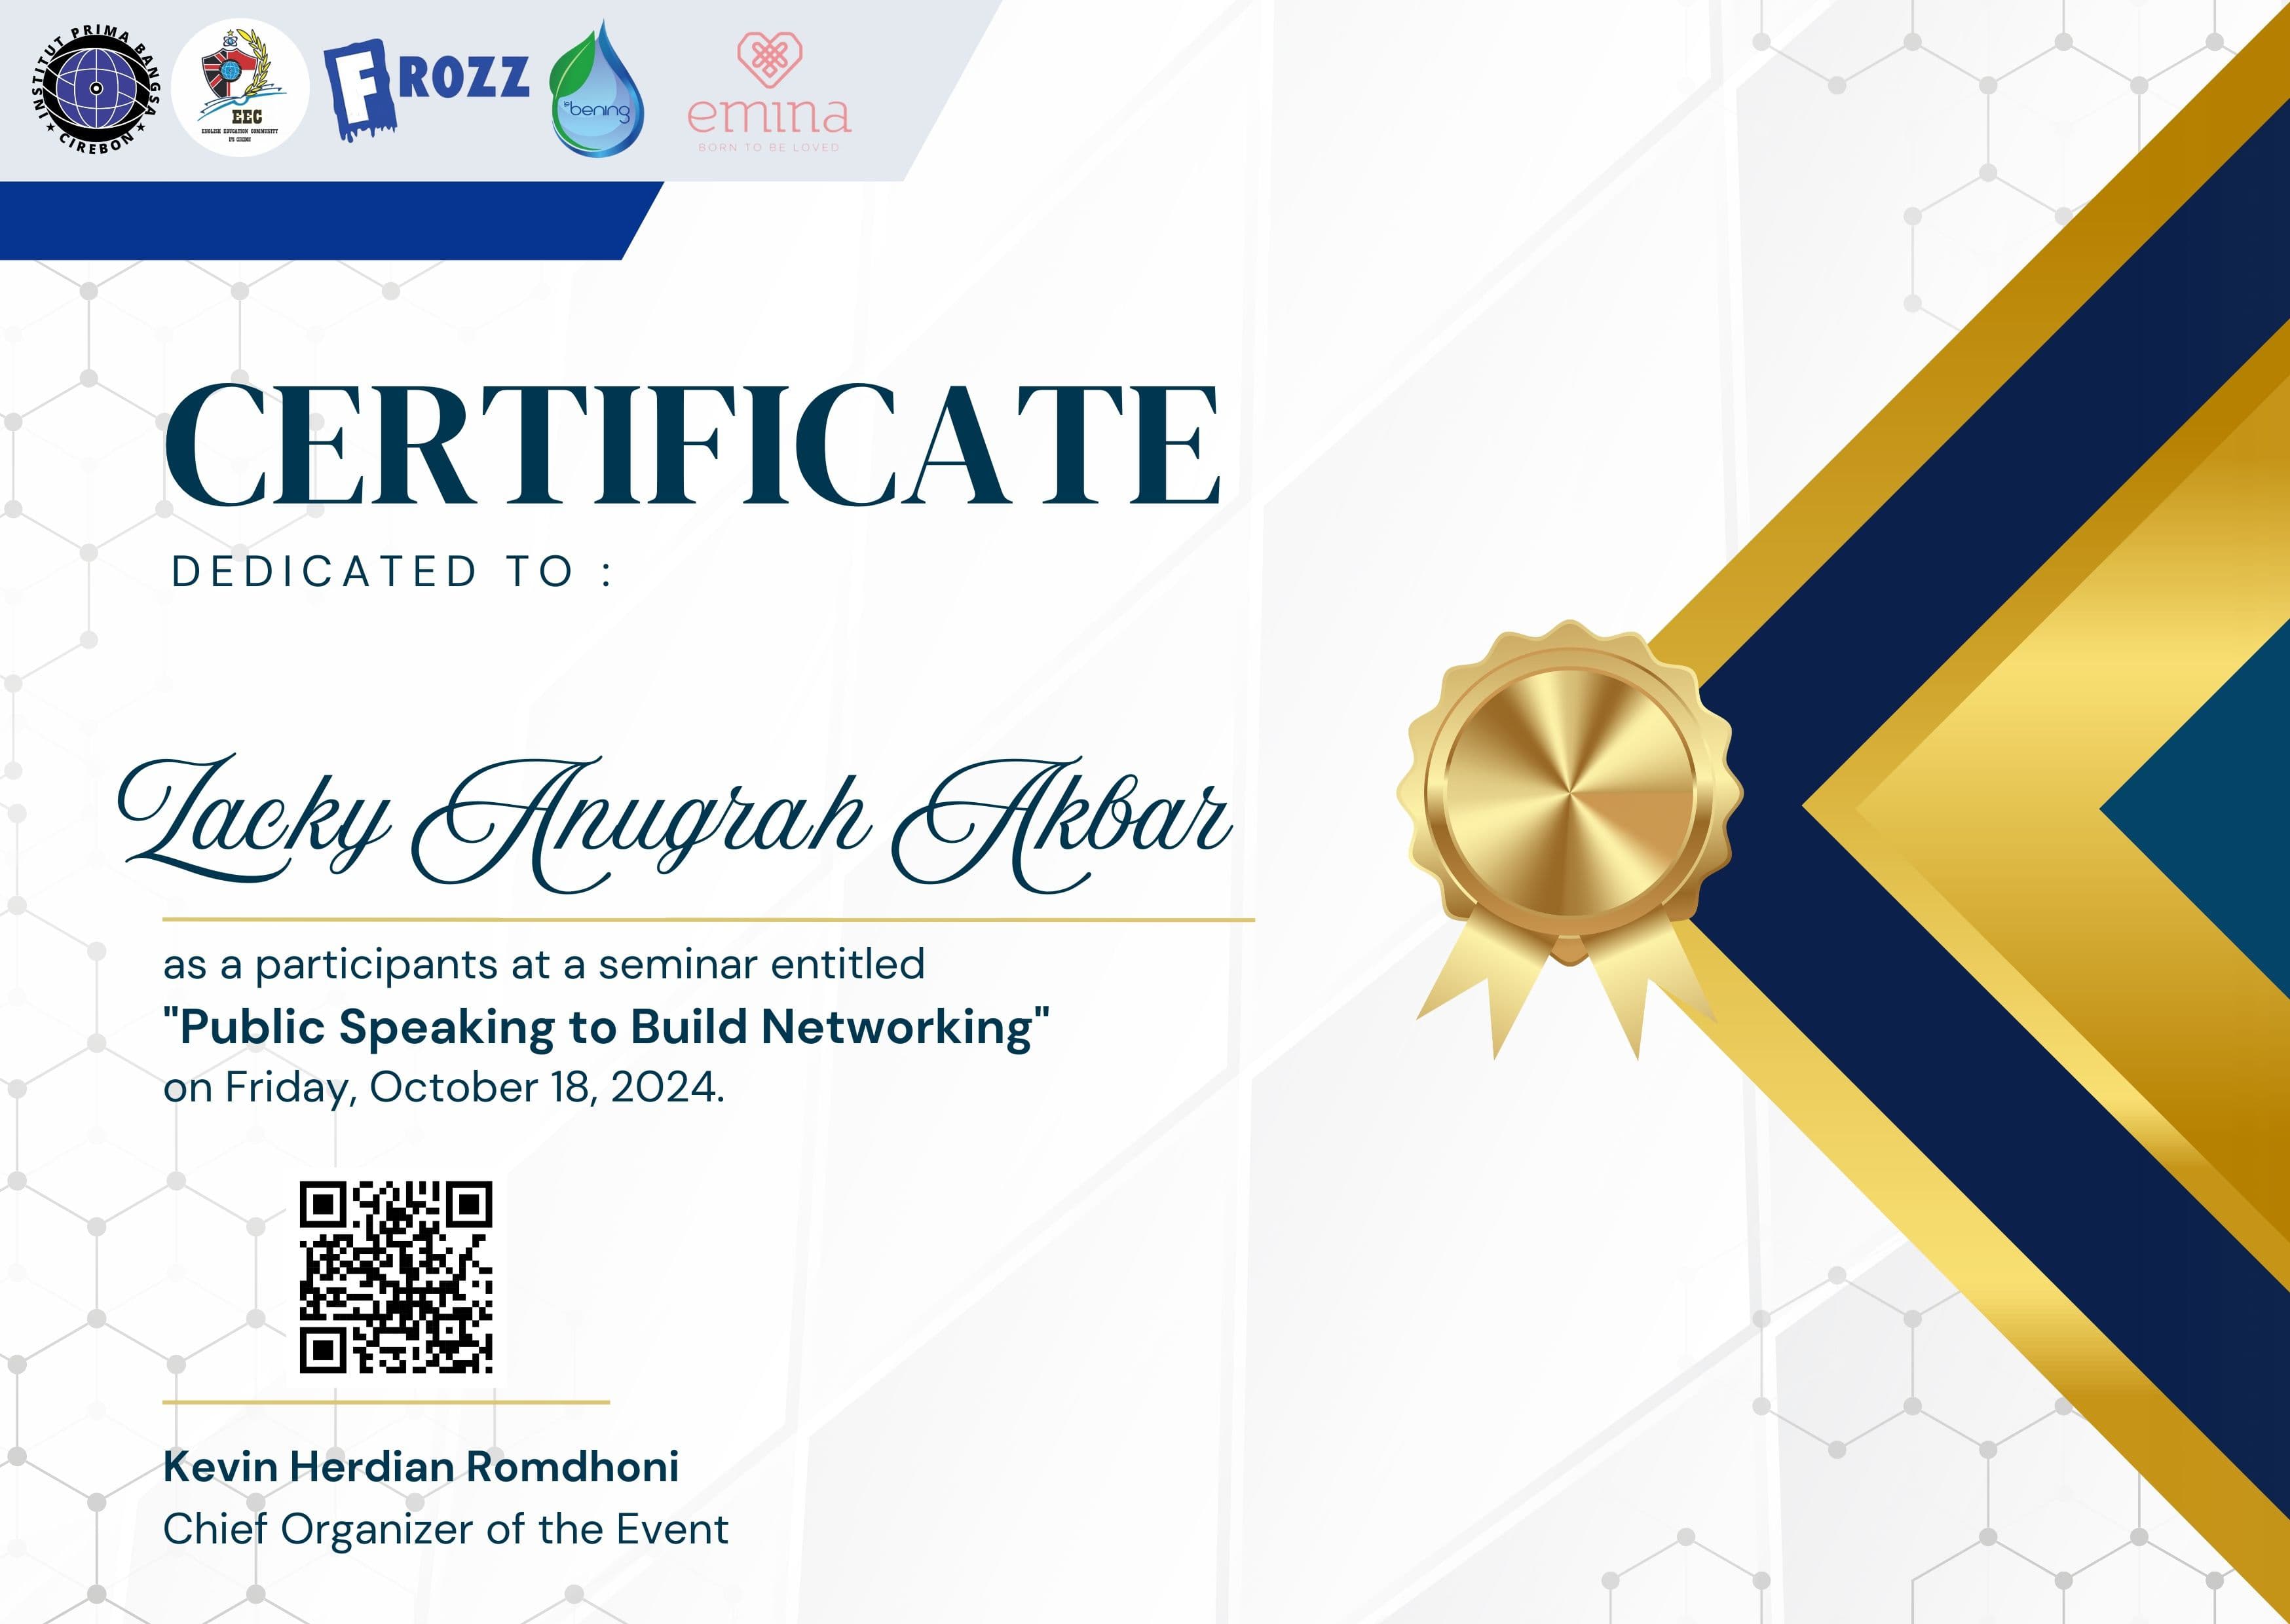 INSTITUT PRIMA BANGSA
CIREBON
EEC
ENGLISH EDUCATION COMMUNITY
FROZZ
le bening
emina
BORN TO BE LOVED
CERTIFICATE
DEDICATED TO :
Zacky Anugrah Akbar
as a participants at a seminar entitled
"Public Speaking to Build Networking"
on Friday, October 18, 2024.
Kevin Herdian Romdhoni
Chief Organizer of the Event